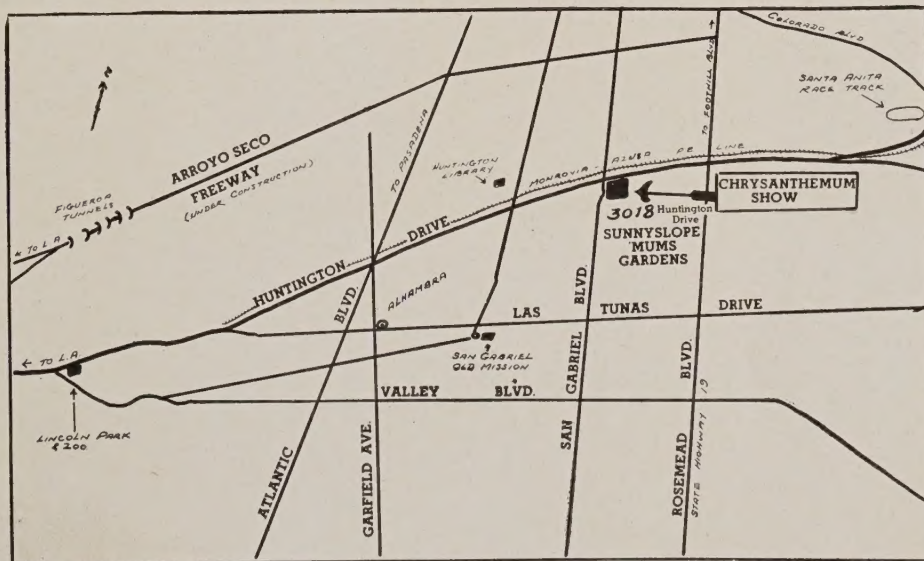 N
COLORADO BLVD
TO FOOTHILL BLVD
SANTA ANITA
RACE TRACK
ARROYO SECO
FREEWAY
(UNDER CONSTRUCTION)
TO PASADENA
FIGUEROA
TUNNELS
← TO L.A.
HUNTINGTON
LIBRARY
MONROVIA - AZUSA P E LINE
CHRYSANTHEMUM
SHOW
3018 Huntington
Drive
SUNNYSLOPE
'MUMS
GARDENS
HUNTINGTON DRIVE
ALHAMBRA
LAS TUNAS DRIVE
← TO L.A.
SAN GABRIEL
OLD MISSION
VALLEY BLVD.
LINCOLN PARK
& ZOO
ATLANTIC BLVD.
GARFIELD AVE.
SAN GABRIEL BLVD.
ROSEMEAD BLVD.
STATE HIGHWAY 19